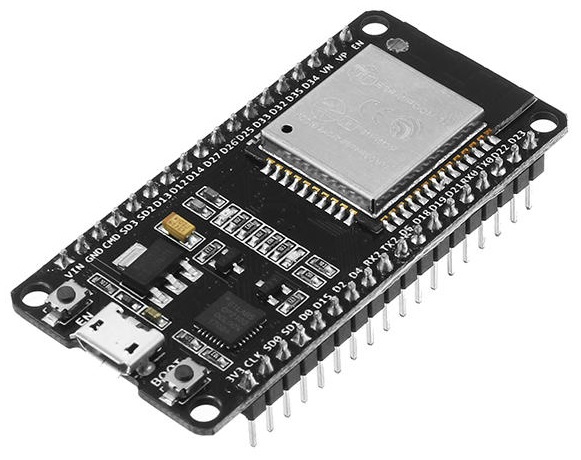 VIN GND CMD SD3 SD2 D13 D12 D14 D27 D26 D25 D33 D32 D35 D34 VN VP EN
EN
BOOT
3V3 CLK SD0 SD1 D0 D15 D2 D4 RX2 TX2 D5 D18 D19 D21 RX0 TX0 D22 D23